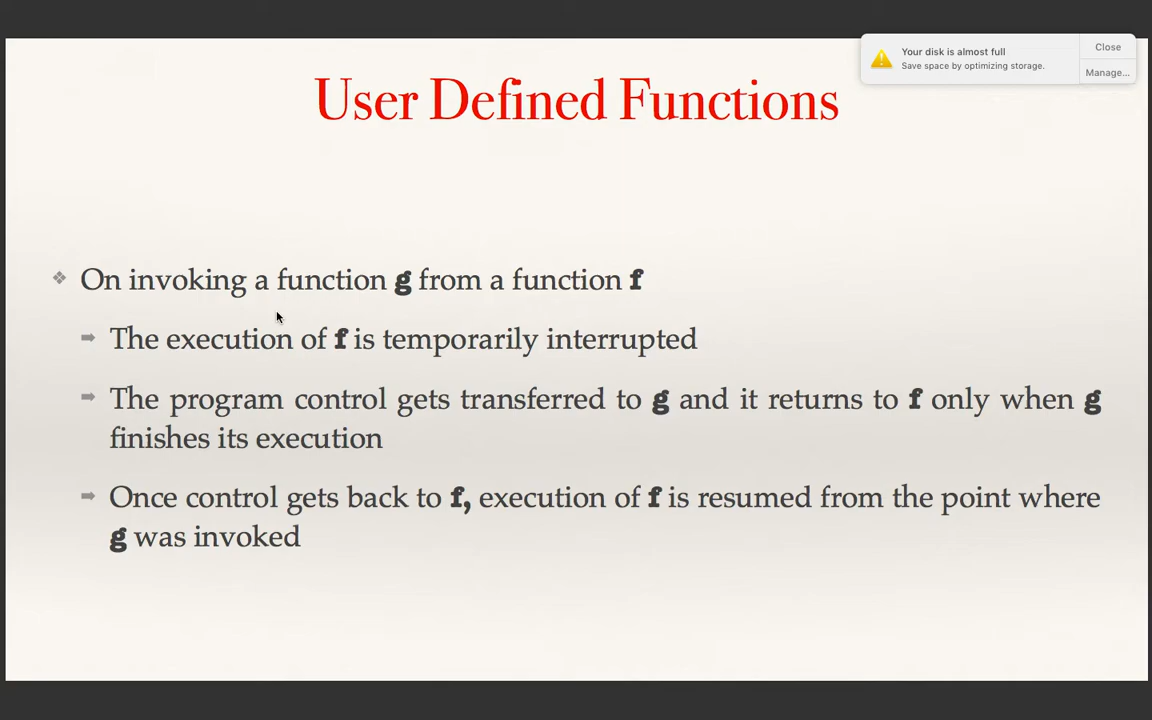 Your disk is almost full
Save space by optimizing storage.
Close
Manage...
User Defined Functions
On invoking a function g from a function f
The execution of f is temporarily interrupted
The program control gets transferred to g and it returns to f only when g
finishes its execution
Once control gets back to f, execution of f is resumed from the point where
g was invoked